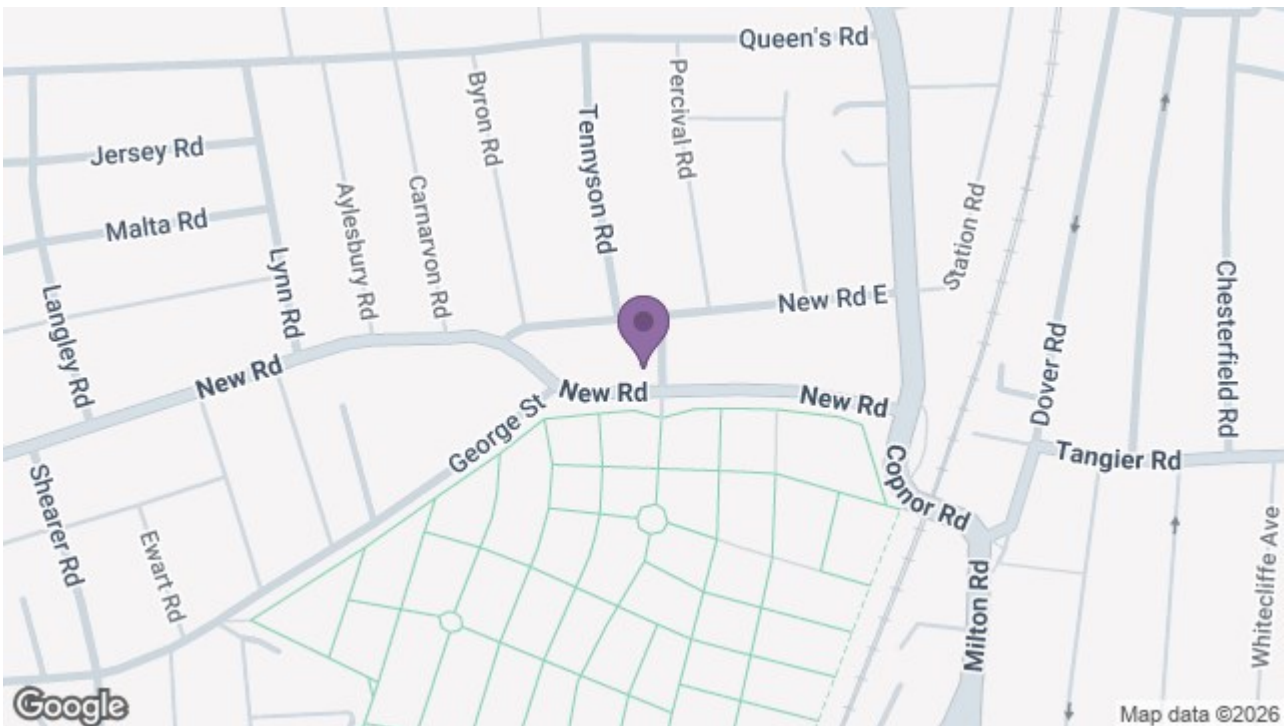 Queen's Rd
Jersey Rd
Malta Rd
Langley Rd
Lynn Rd
Aylesbury Rd
Carnarvon Rd
Byron Rd
Tennyson Rd
Percival Rd
Station Rd
New Rd E
Dover Rd
Chesterfield Rd
New Rd
New Rd
New Rd
George St
Copnor Rd
Tangier Rd
Shearer Rd
Ewart Rd
Milton Rd
Whitecliffe Ave
Google
Map data ©2026